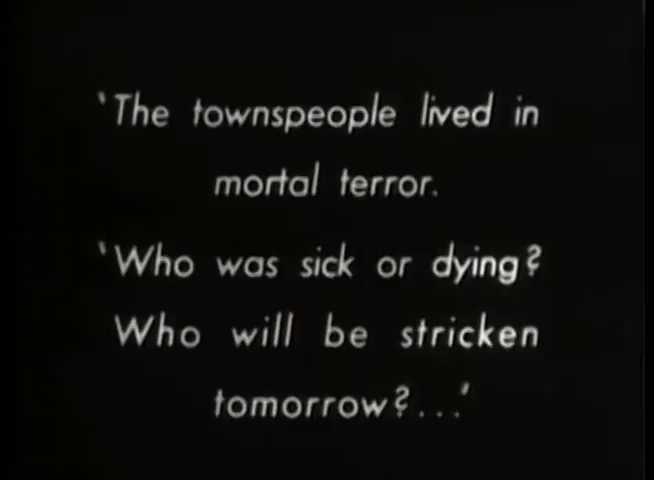 ‛The townspeople lived in
mortal terror.
‛Who was sick or dying?
Who will be stricken
tomorrow?...’